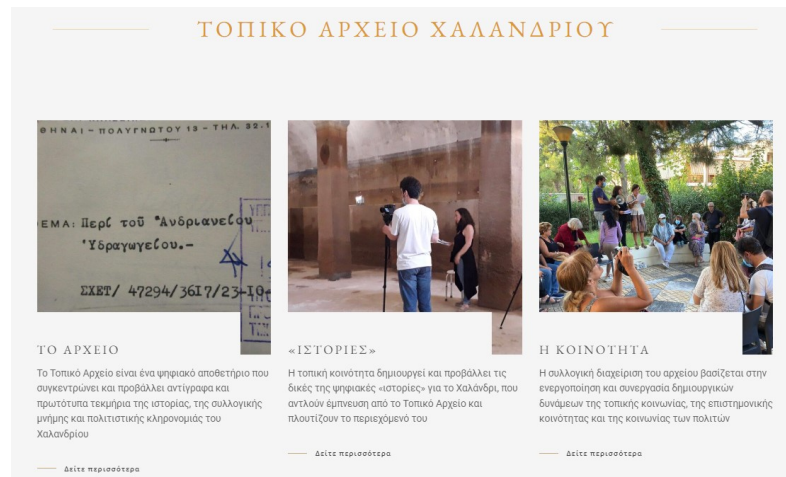 ΤΟΠΙΚΟ ΑΡΧΕΙΟ ΧΑΛΑΝΔΡΙΟΥ
ΘΗΝΑΙ – ΠΟΛΥΓΝΩΤΟΥ 13 – ΤΗΛ. 32.1
ΕΜΑ: Περί τοῦ Ἀνδριανείου
Ὑδραγωγείου.–
ΣΧΕΤ/ 47294/3617/23-10-
ΤΟ ΑΡΧΕΙΟ
Το Τοπικό Αρχείο είναι ένα ψηφιακό αποθετήριο που
συγκεντρώνει και προβάλλει αντίγραφα και
πρωτότυπα τεκμήρια της ιστορίας, της συλλογικής
μνήμης και πολιτιστικής κληρονομιάς του
Χαλανδρίου
Δείτε περισσότερα
«ΙΣΤΟΡΙΕΣ»
Η τοπική κοινότητα δημιουργεί και προβάλλει τις
δικές της ψηφιακές «ιστορίες» για το Χαλάνδρι, που
αντλούν έμπνευση από το Τοπικό Αρχείο και
πλουτίζουν το περιεχόμενό του
Δείτε περισσότερα
Η ΚΟΙΝΟΤΗΤΑ
Η συλλογική διαχείριση του αρχείου βασίζεται στην
ενεργοποίηση και συνεργασία δημιουργικών
δυνάμεων της τοπικής κοινωνίας, της επιστημονικής
κοινότητας και της κοινωνίας των πολιτών
Δείτε περισσότερα